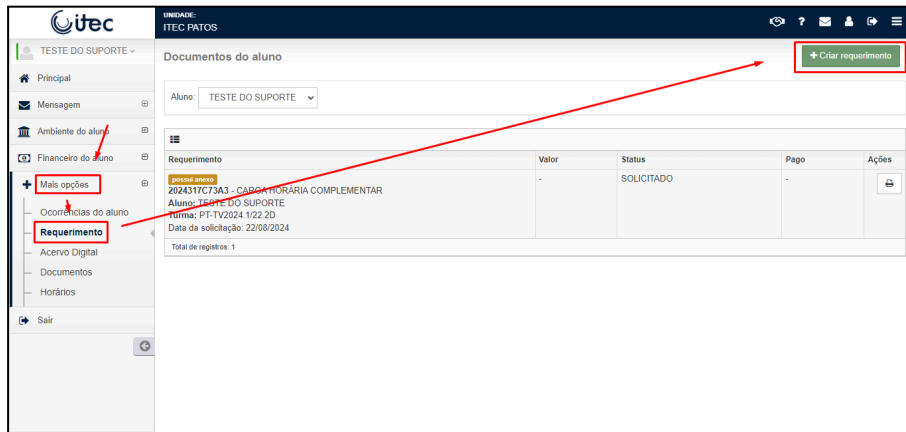 itec
UNIDADE:
ITEC PATOS
?
TESTE DO SUPORTE
Principal
Mensagem
Ambiente do aluno
Financeiro do aluno
Mais opções
Ocorrências do aluno
Requerimento
Acervo Digital
Documentos
Horários
Sair
Documentos do aluno
+ Criar requerimento
Aluno: TESTE DO SUPORTE
Requerimento Valor Status Pago Ações
possui anexo - SOLICITADO -
2024317C73A3 - CARGA HORÁRIA COMPLEMENTAR
Aluno: TESTE DO SUPORTE
Turma: PT-TV2024.1/22.2D
Data da solicitação: 22/08/2024
Total de registros: 1